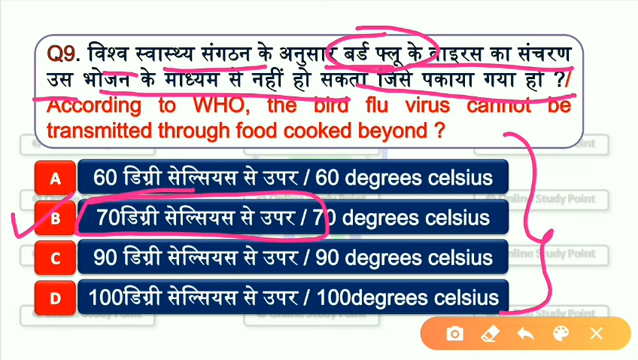 Q9. विश्व स्वास्थ्य संगठन के अनुसार बर्ड फ्लू के वाइरस का संचरण
उस भोजन के माध्यम से नहीं हो सकता जिसे पकाया गया हो ?/
According to WHO, the bird flu virus cannot be
transmitted through food cooked beyond ?
A 60 डिग्री सेल्सियस से उपर / 60 degrees celsius
B 70डिग्री सेल्सियस से उपर / 70 degrees celsius
C 90 डिग्री सेल्सियस से उपर / 90 degrees celsius
D 100डिग्री सेल्सियस से उपर / 100degrees celsius